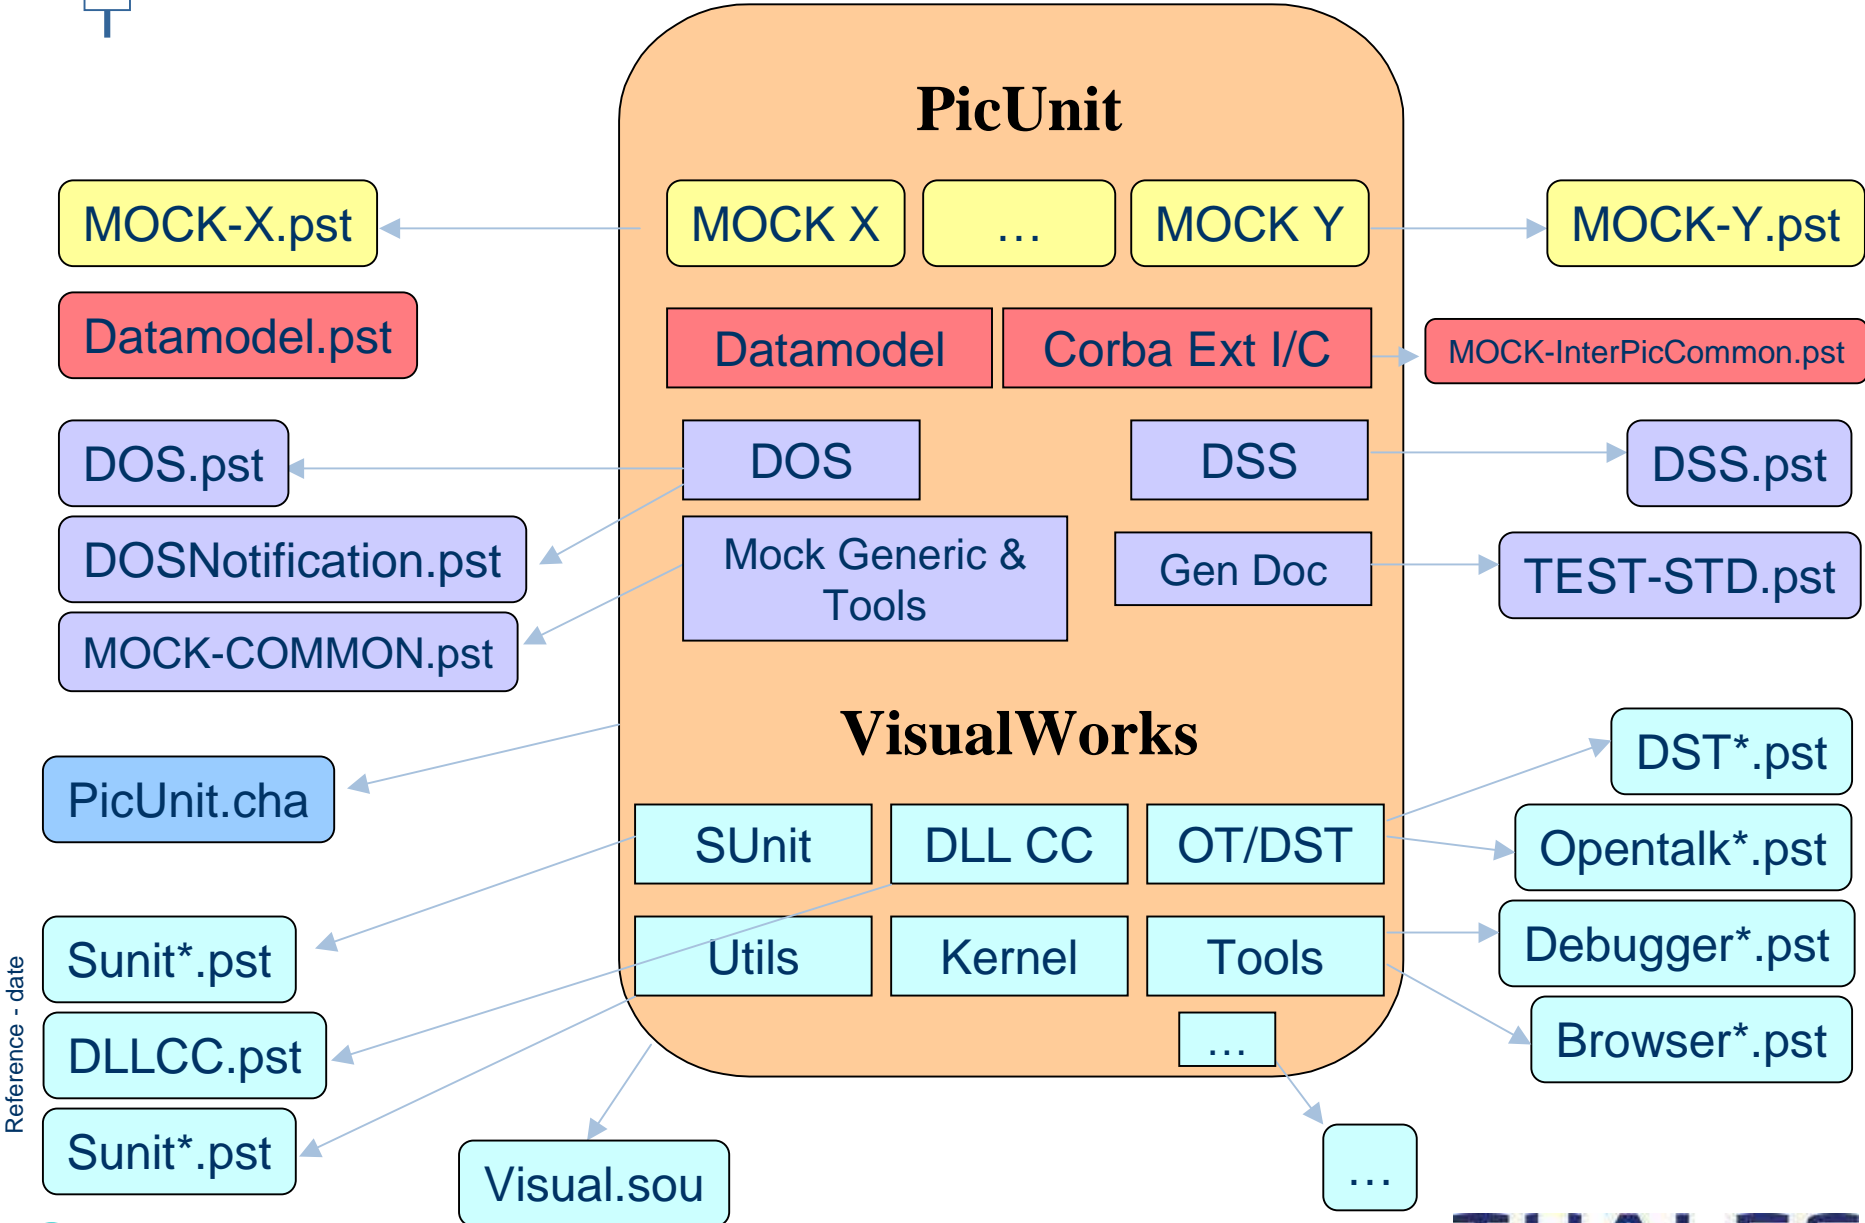 PicUnit
MOCK-X.pst
MOCK X
…
MOCK Y
MOCK-Y.pst
Datamodel.pst
Datamodel
Corba Ext I/C
MOCK-InterPicCommon.pst
DOS.pst
DOS
DSS
DSS.pst
DOSNotification.pst
Mock Generic &
Tools
Gen Doc
TEST-STD.pst
MOCK-COMMON.pst
VisualWorks
DST*.pst
PicUnit.cha
SUnit
DLL CC
OT/DST
Opentalk*.pst
Sunit*.pst
Utils
Kernel
Tools
Debugger*.pst
DLLCC.pst
…
Browser*.pst
Sunit*.pst
Visual.sou
…
Reference - date